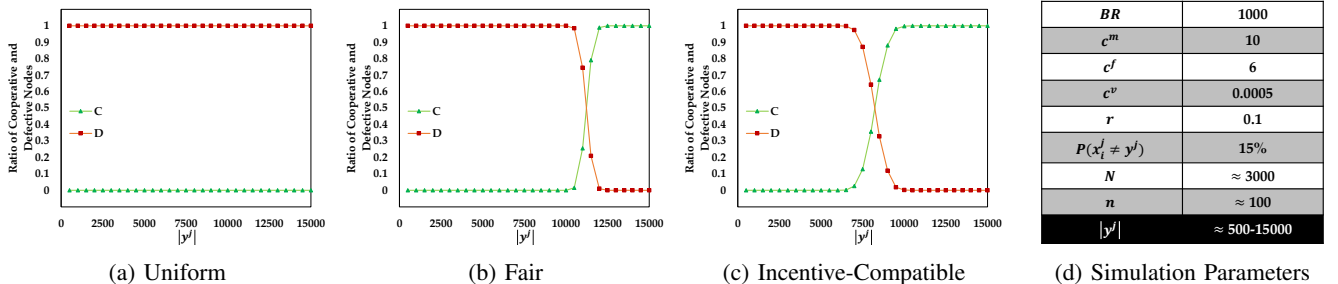 Ratio of Cooperative and
Defective Nodes
1
0.9
0.8
0.7
0.6
0.5
0.4
0.3
0.2
0.1
0
C
D
0 2500 5000 7500 10000 12500 15000
|y^j|
(a) Uniform
Ratio of Cooperative and
Defective Nodes
1
0.9
0.8
0.7
0.6
0.5
0.4
0.3
0.2
0.1
0
C
D
0 2500 5000 7500 10000 12500 15000
|y^j|
(b) Fair
Ratio of Cooperative and
Defective Nodes
1
0.9
0.8
0.7
0.6
0.5
0.4
0.3
0.2
0.1
0
C
D
0 2500 5000 7500 10000 12500 15000
|y^j|
(c) Incentive-Compatible
BR 1000
c^m 10
c^f 6
c^v 0.0005
r 0.1
P(x_i^j ≠ y^j) 15%
N ≈ 3000
n ≈ 100
|y^j| ≈ 500-15000
(d) Simulation Parameters